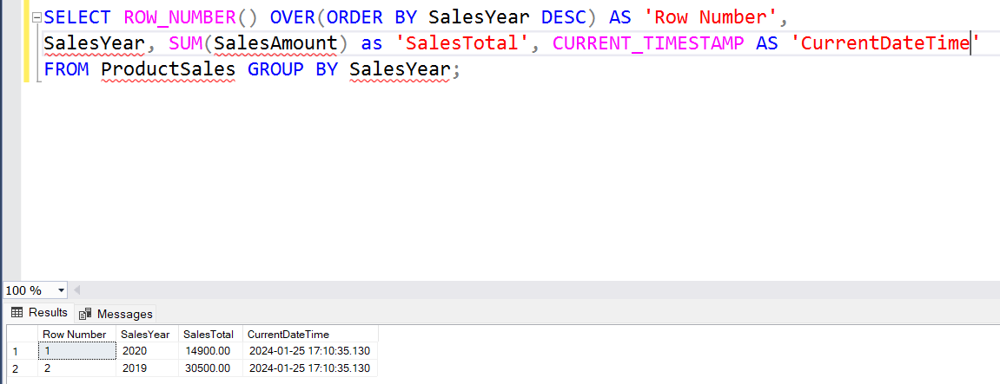 SELECT ROW_NUMBER() OVER(ORDER BY SalesYear DESC) AS 'Row Number',
SalesYear, SUM(SalesAmount) as 'SalesTotal', CURRENT_TIMESTAMP AS 'CurrentDateTime'
FROM ProductSales GROUP BY SalesYear;
100 %
Results Messages
Row Number SalesYear SalesTotal CurrentDateTime
1 1 2020 14900.00 2024-01-25 17:10:35.130
2 2 2019 30500.00 2024-01-25 17:10:35.130